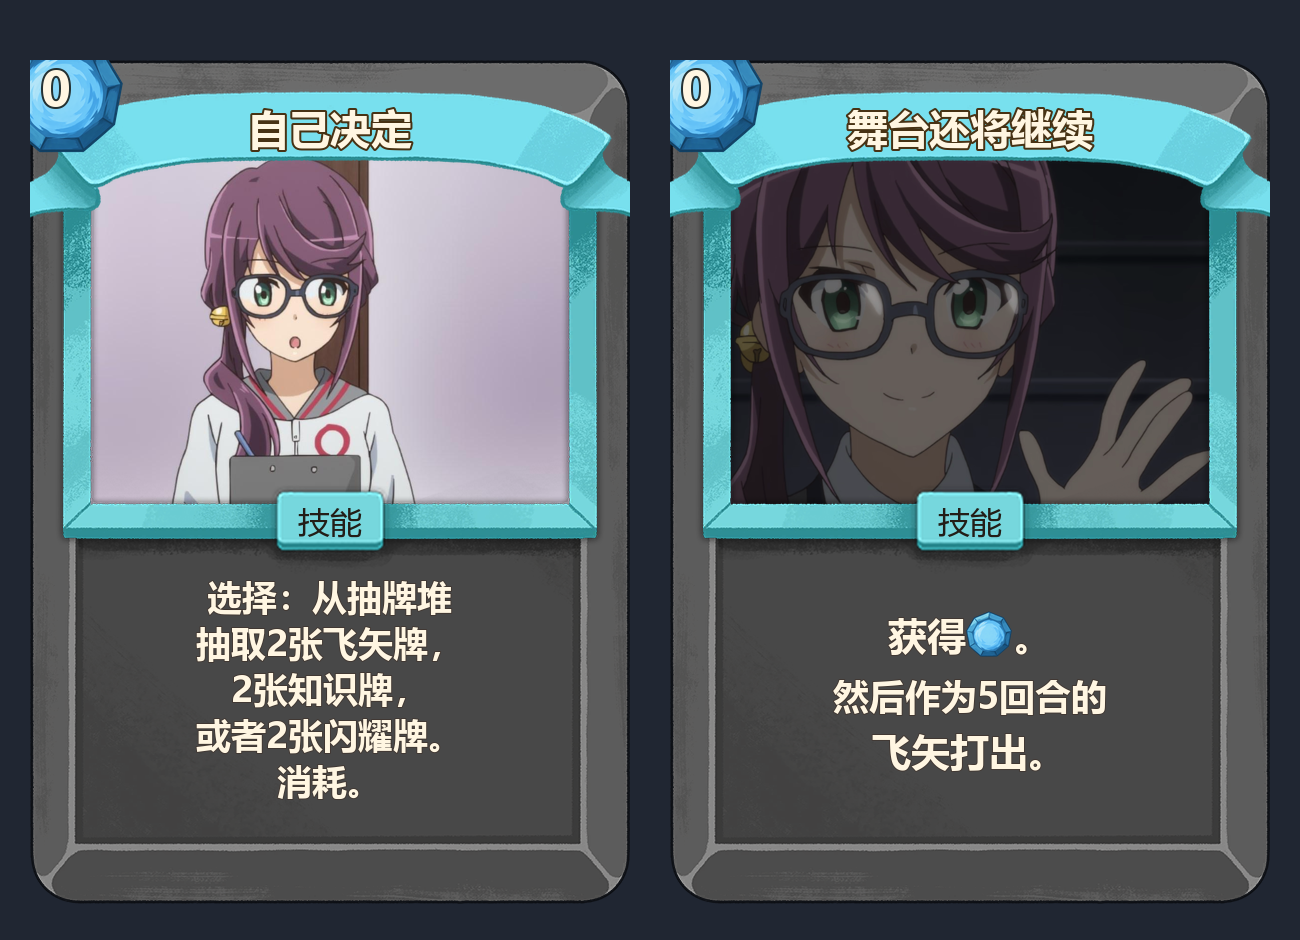 0
自己决定
技能
选择：从抽牌堆
抽取2张飞矢牌，
2张知识牌，
或者2张闪耀牌。
消耗。
0
舞台还将继续
技能
获得。
然后作为5回合的
飞矢打出。